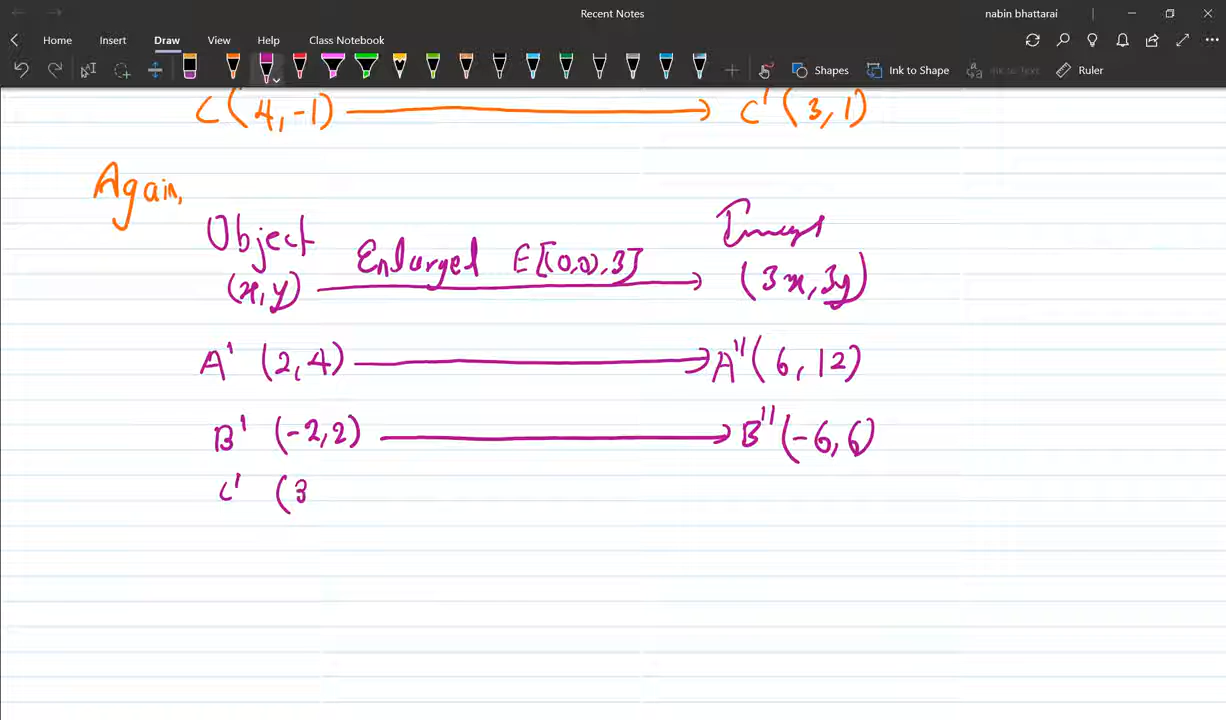 Recent Notes
nabin bhattarai
Home Insert Draw View Help Class Notebook
Shapes Ink to Shape Ink to Text Ruler
C (4,-1) C' (3,1)
Again,
Object Enlarged E[(0,0),3] Image
(x,y) (3x,3y)
A' (2,4) A'' (6,12)
B' (-2,2) B'' (-6,6)
C' (3